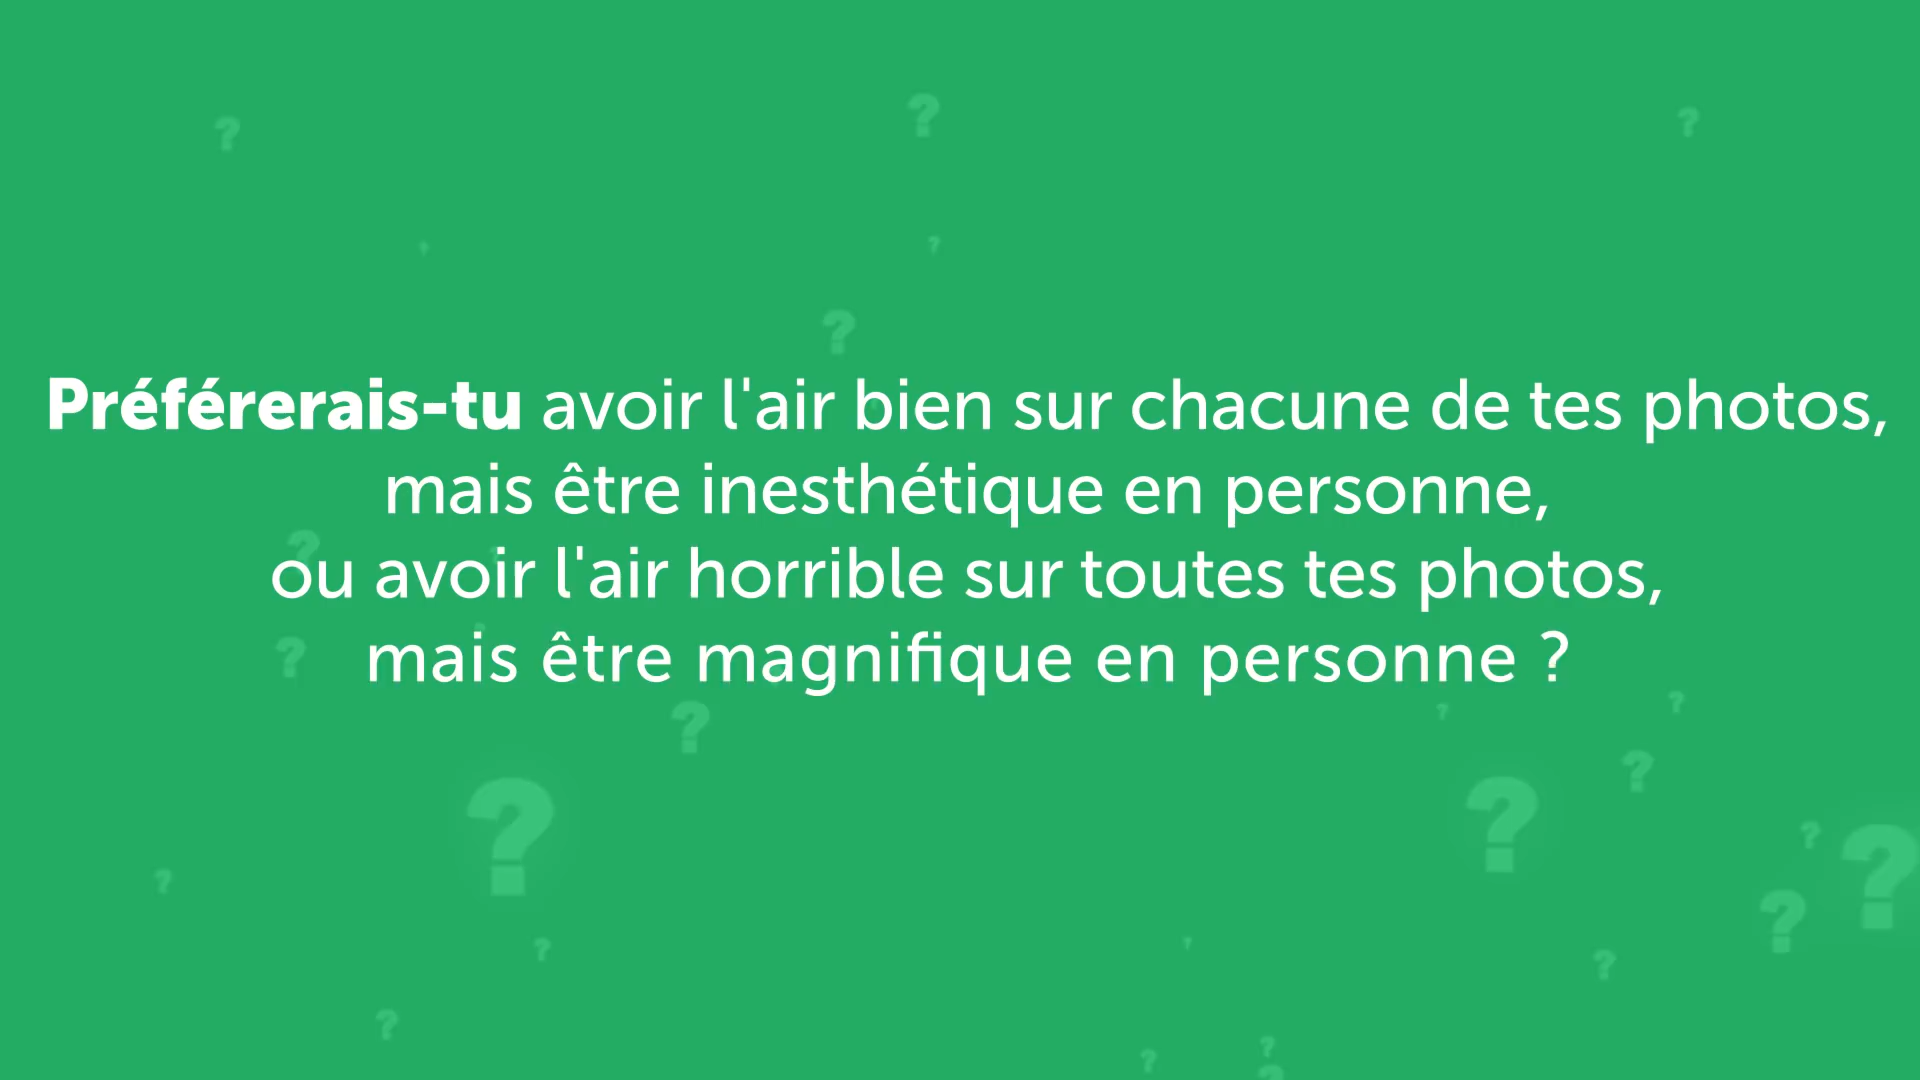 Préférerais-tu avoir l'air bien sur chacune de tes photos,
mais être inesthétique en personne,
ou avoir l'air horrible sur toutes tes photos,
mais être magnifique en personne ?